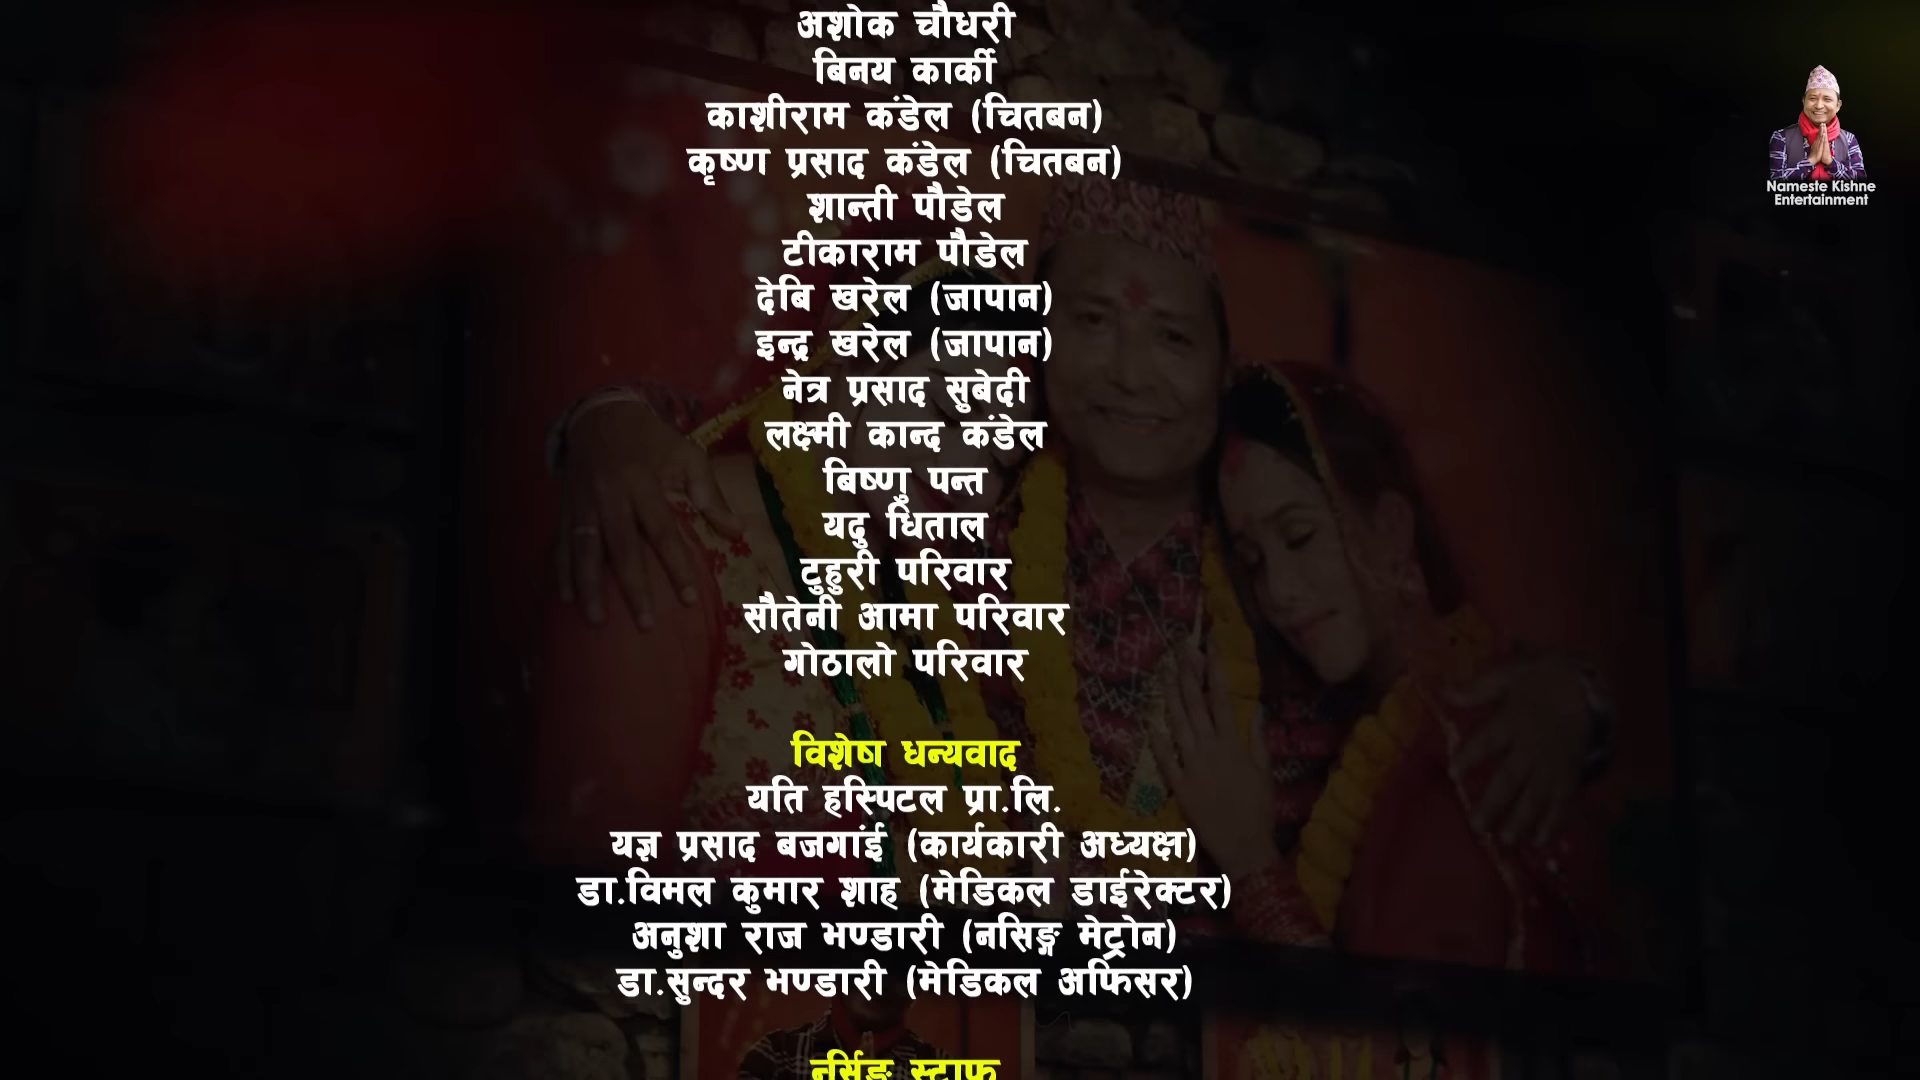 अशोक चौधरी
बिनय कार्की
काशीराम कंडेल (चितबन)
कृष्ण प्रसाद कंडेल (चितबन)
शान्ती पौडेल
टीकाराम पौडेल
देबि खरेल (जापान)
इन्द्र खरेल (जापान)
नेत्र प्रसाद सुबेदी
लक्ष्मी कान्द कंडेल
बिष्णु पन्त
यदु धिताल
टुहुरी परिवार
सौतेनी आमा परिवार
गोठालो परिवार
विशेष धन्यवाद
यति हस्पिटल प्रा.लि.
यज्ञ प्रसाद बजगांई (कार्यकारी अध्यक्ष)
डा.विमल कुमार शाह (मेडिकल डाईरेक्टर)
अनुशा राज भण्डारी (नसिङ्ग मेट्रोन)
डा.सुन्दर भण्डारी (मेडिकल अफिसर)
नर्सिङ स्टाफ
Nameste Kishne
Entertainment